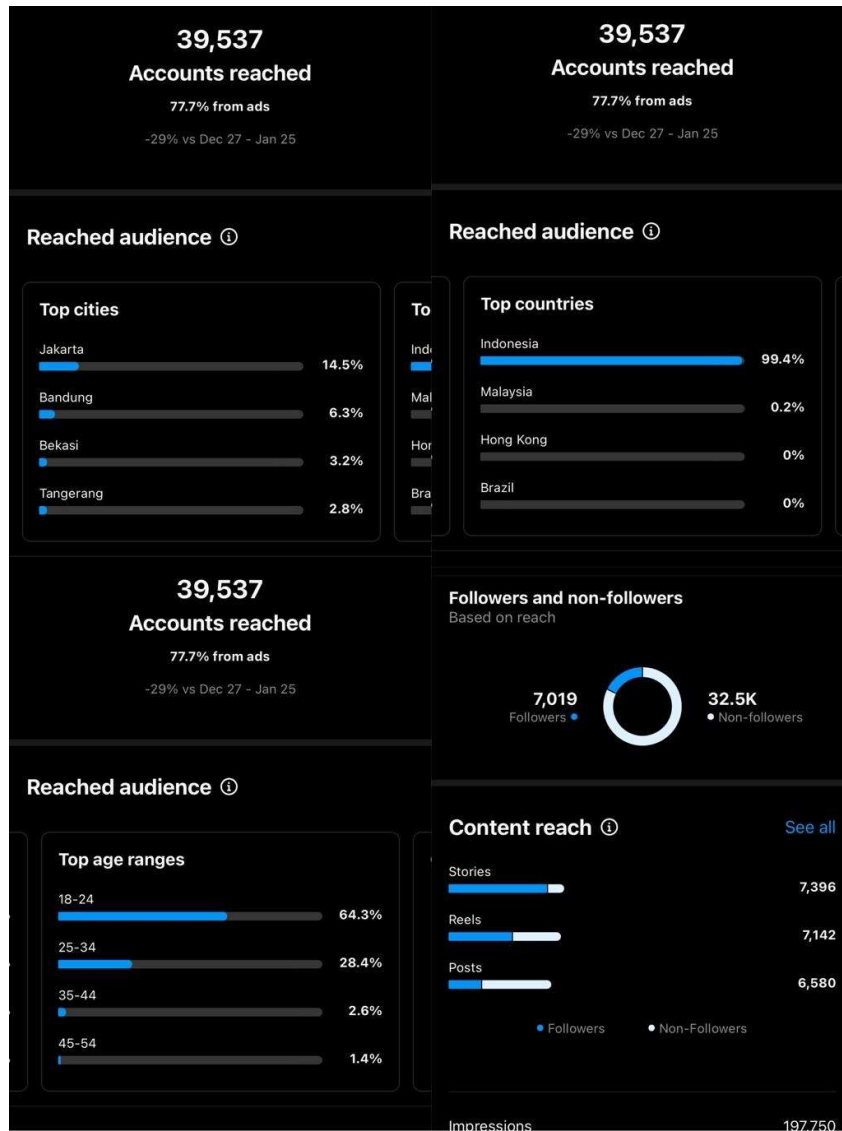 39,537
Accounts reached
77.7% from ads
-29% vs Dec 27 - Jan 25
Reached audience
Top cities
Jakarta
14.5%
Bandung
6.3%
Bekasi
3.2%
Tangerang
2.8%
To
Ind
Mal
Hor
Bra
39,537
Accounts reached
77.7% from ads
-29% vs Dec 27 - Jan 25
Reached audience
Top countries
Indonesia
99.4%
Malaysia
0.2%
Hong Kong
0%
Brazil
0%
39,537
Accounts reached
77.7% from ads
-29% vs Dec 27 - Jan 25
Reached audience
Top age ranges
18-24
64.3%
25-34
28.4%
35-44
2.6%
45-54
1.4%
Followers and non-followers
Based on reach
7,019
Followers
32.5K
Non-followers
Content reach
See all
Stories
7,396
Reels
7,142
Posts
6,580
Followers
Non-Followers
Impressions
197,750